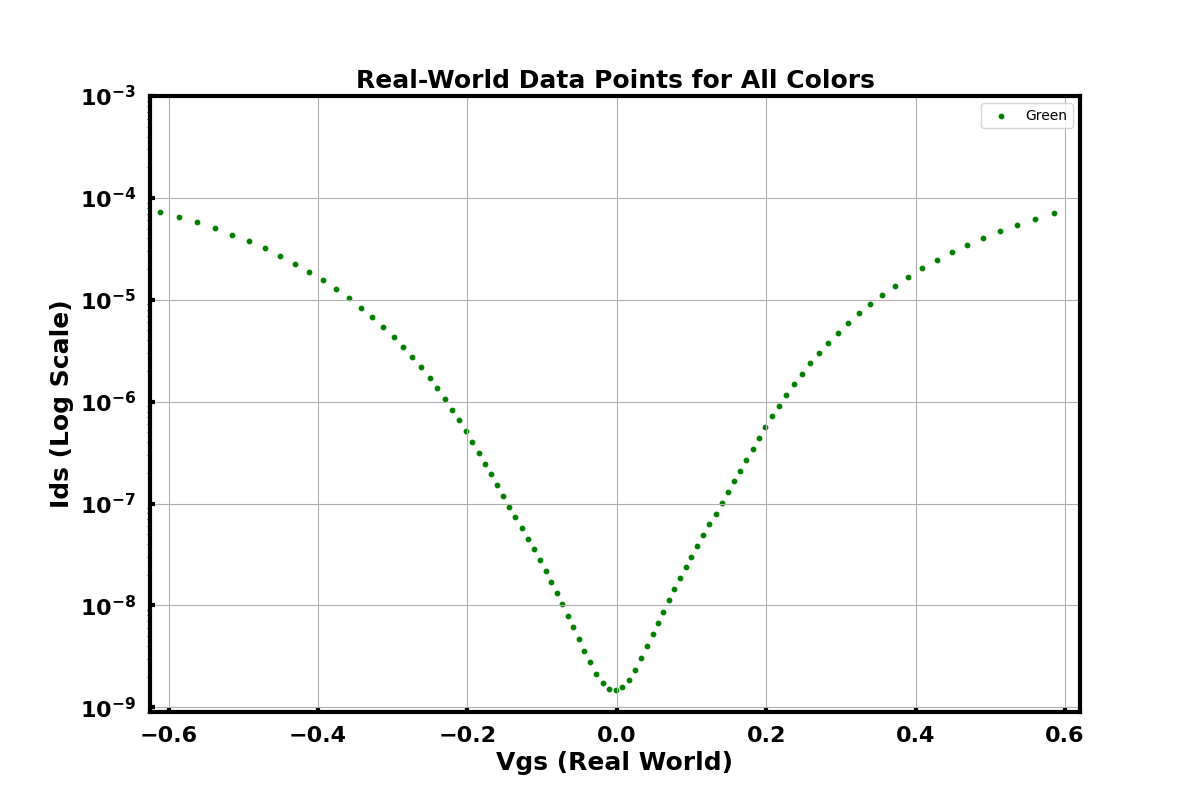 Real-World Data Points for All Colors
Green
10⁻³
10⁻⁴
10⁻⁵
10⁻⁶
10⁻⁷
10⁻⁸
10⁻⁹
Ids (Log Scale)
−0.6 −0.4 −0.2 0.0 0.2 0.4 0.6
Vgs (Real World)